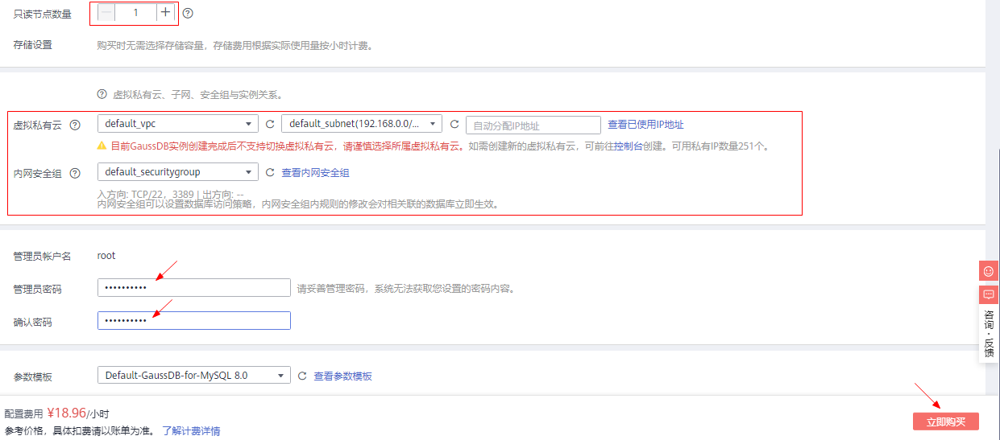 只读节点数量 1
存储设置 购买时无需选择存储容量，存储费用根据实际使用量按小时计费。
虚拟私有云、子网、安全组与实例关系。
虚拟私有云 default_vpc default_subnet(192.168.0.0/... 自动分配IP地址 查看已使用IP地址
目前GaussDB实例创建完成后不支持切换虚拟私有云，请谨慎选择所属虚拟私有云。如需创建新的虚拟私有云，可前往控制台创建。可用私有IP数量251个。
内网安全组 default_securitygroup 查看内网安全组
入方向: TCP/22，3389 | 出方向: --
内网安全组可以设置数据库访问策略，内网安全组内规则的修改会对相关联的数据库立即生效。
管理员帐户名 root
管理员密码 •••••••••• 请妥善管理密码，系统无法获取您设置的密码内容。
确认密码 ••••••••••
参数模板 Default-GaussDB-for-MySQL 8.0 查看参数模板
配置费用 ¥18.96/小时
参考价格，具体扣费请以账单为准。 了解计费详情
立即购买
咨询·反馈